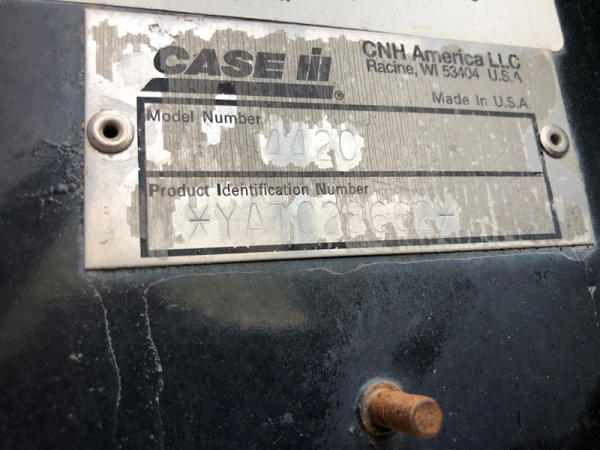 CASE IH
CNH America LLC
Racine, WI 53404 U.S.A
Made In U.S.A.
Model Number
4420
Product Identification Number